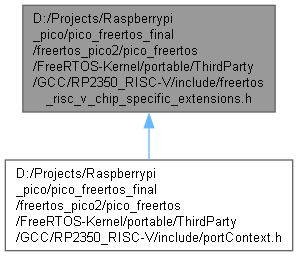 D:/Projects/Raspberrypi
_pico/pico_freertos_final
/freertos_pico2/pico_freertos
/FreeRTOS-Kernel/portable/ThirdParty
/GCC/RP2350_RISC-V/include/freertos
_risc_v_chip_specific_extensions.h
D:/Projects/Raspberrypi
_pico/pico_freertos_final
/freertos_pico2/pico_freertos
/FreeRTOS-Kernel/portable/ThirdParty
/GCC/RP2350_RISC-V/include/portContext.h